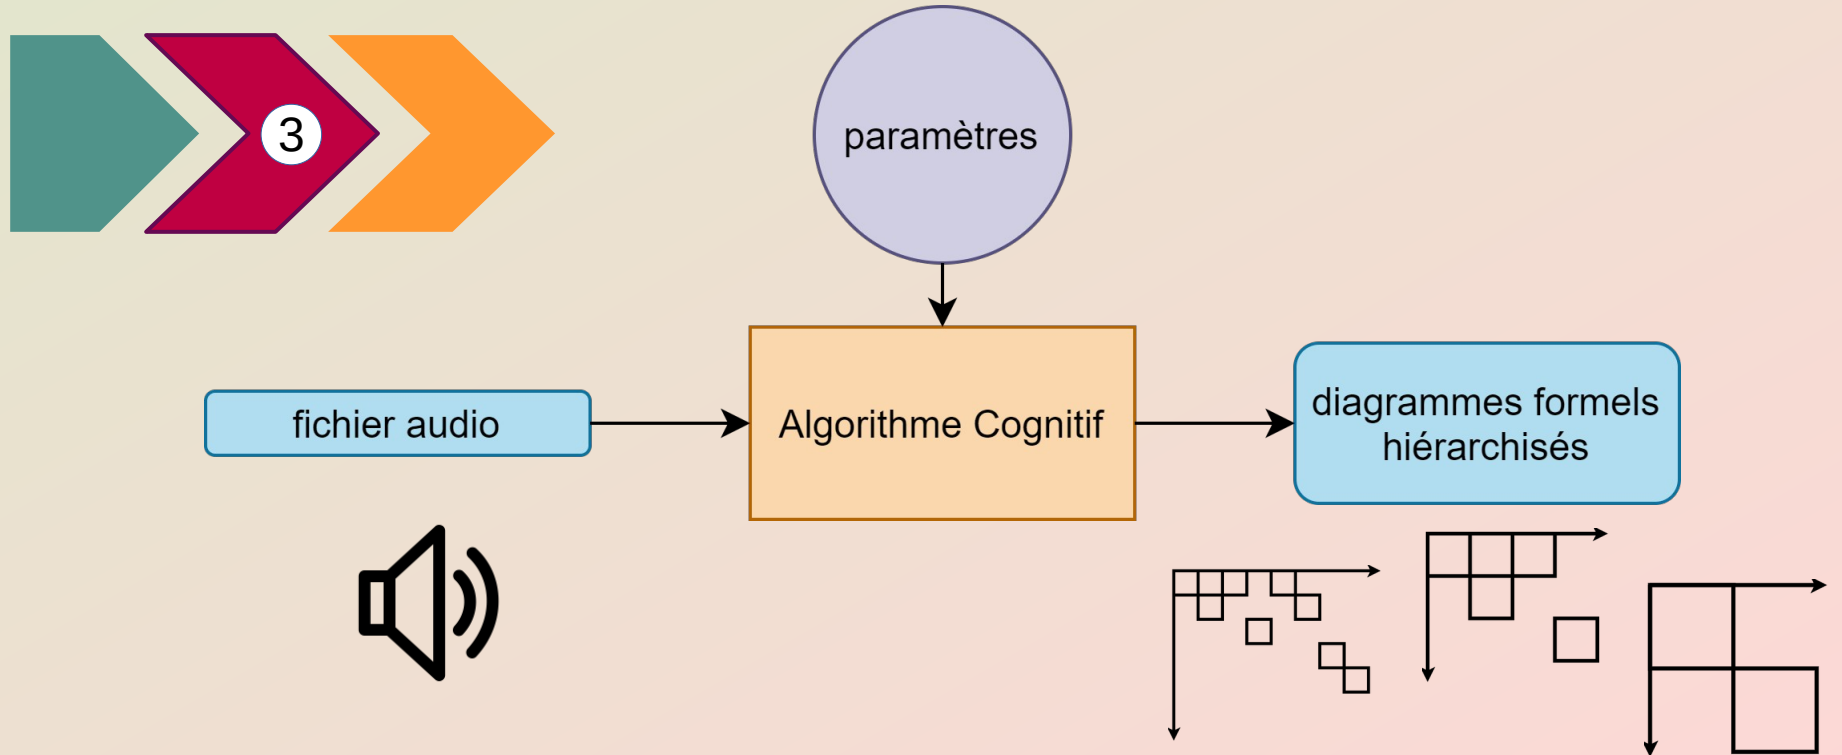 3
paramètres
fichier audio
Algorithme Cognitif
diagrammes formels
hiérarchisés